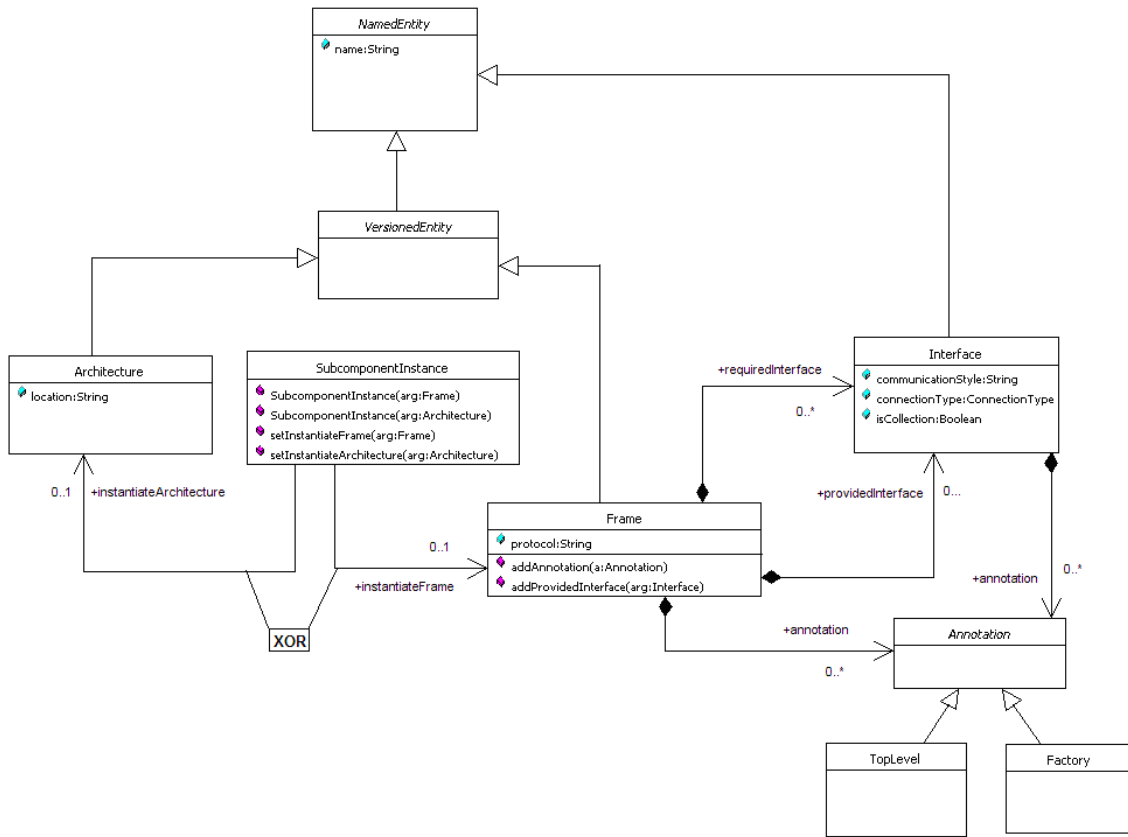 NamedEntity
name:String
VersionedEntity
Architecture
location:String
SubcomponentInstance
SubcomponentInstance(arg:Frame)
SubcomponentInstance(arg:Architecture)
setInstantiateFrame(arg:Frame)
setInstantiateArchitecture(arg:Architecture)
+requiredInterface
0..*
Interface
communicationStyle:String
connectionType:ConnectionType
isCollection:Boolean
0..1
+instantiateArchitecture
+providedInterface
0...
Frame
protocol:String
addAnnotation(a:Annotation)
addProvidedInterface(arg:Interface)
0..1
+instantiateFrame
XOR
+annotation
0..*
+annotation
0..*
Annotation
TopLevel
Factory